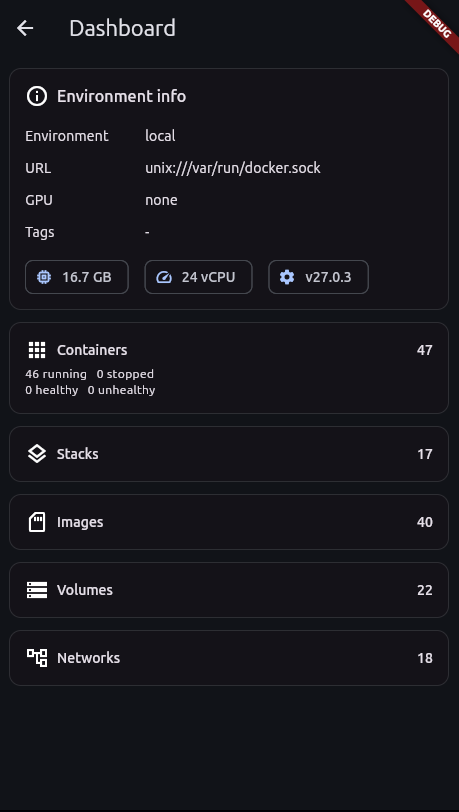 Dashboard
DEBUG
Environment info
Environment local
URL unix:///var/run/docker.sock
GPU none
Tags -
16.7 GB 24 vCPU v27.0.3
Containers 47
46 running 0 stopped
0 healthy 0 unhealthy
Stacks 17
Images 40
Volumes 22
Networks 18